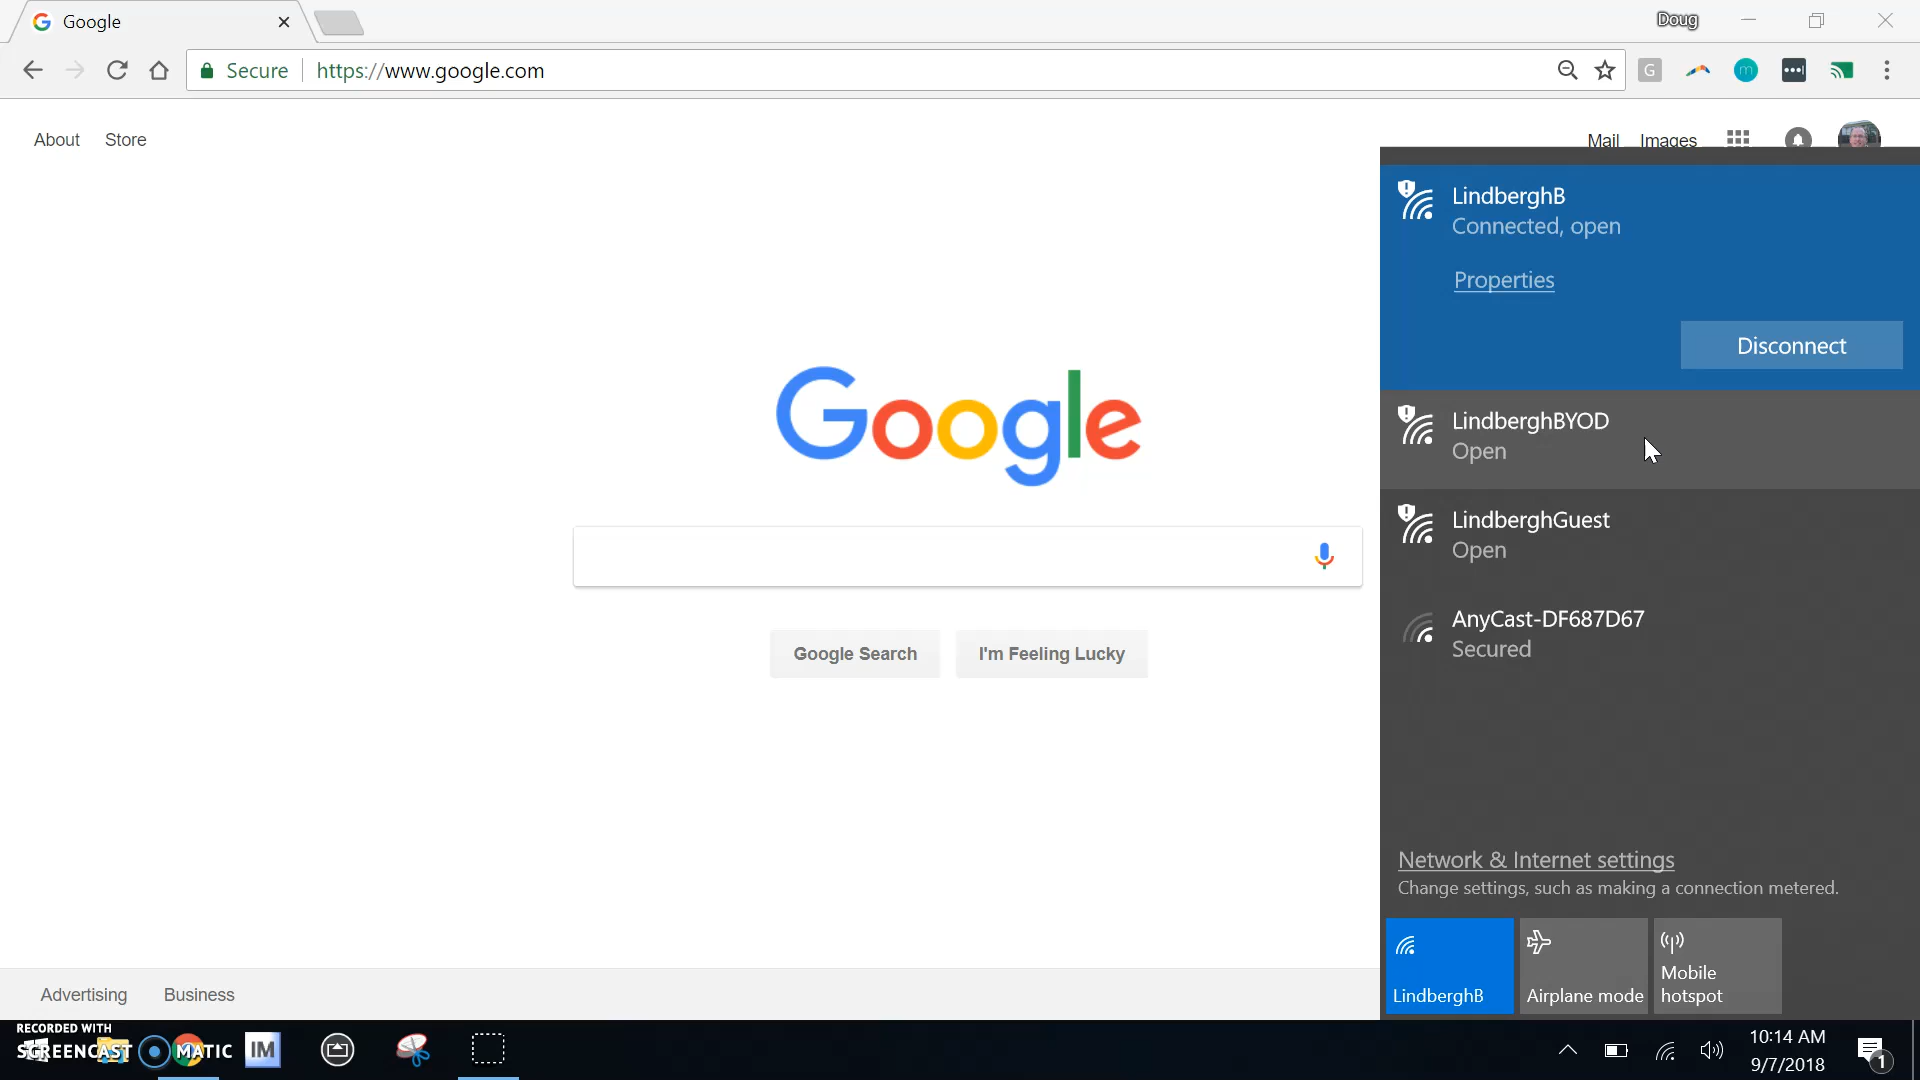 Google
Doug
Secure
https://www.google.com
G
m
About
Store
Mail
Images
Google
Google Search
I'm Feeling Lucky
LindberghB
Connected, open
Properties
Disconnect
LindberghBYOD
Open
LindberghGuest
Open
AnyCast-DF687D67
Secured
Network & Internet settings
Change settings, such as making a connection metered.
LindberghB
Airplane mode
Mobile
hotspot
Advertising
Business
RECORDED WITH
SCREENCAST MATIC
IM
10:14 AM
9/7/2018
1